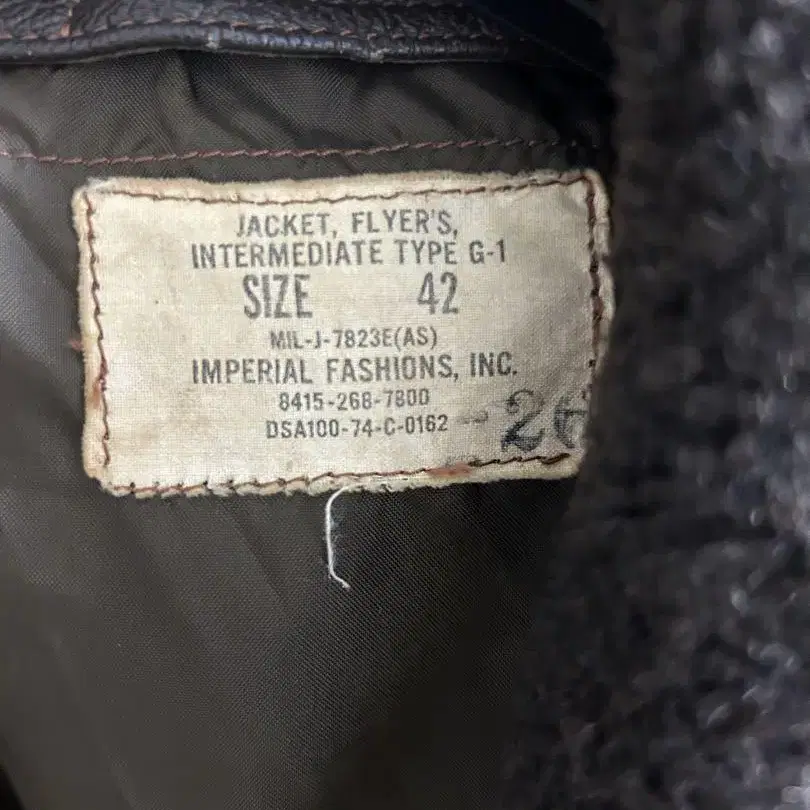 JACKET, FLYER'S,
INTERMEDIATE TYPE G-1
SIZE 42
MIL-J-7823E(AS)
IMPERIAL FASHIONS, INC.
8415-268-7800
DSA100-74-C-0162
26